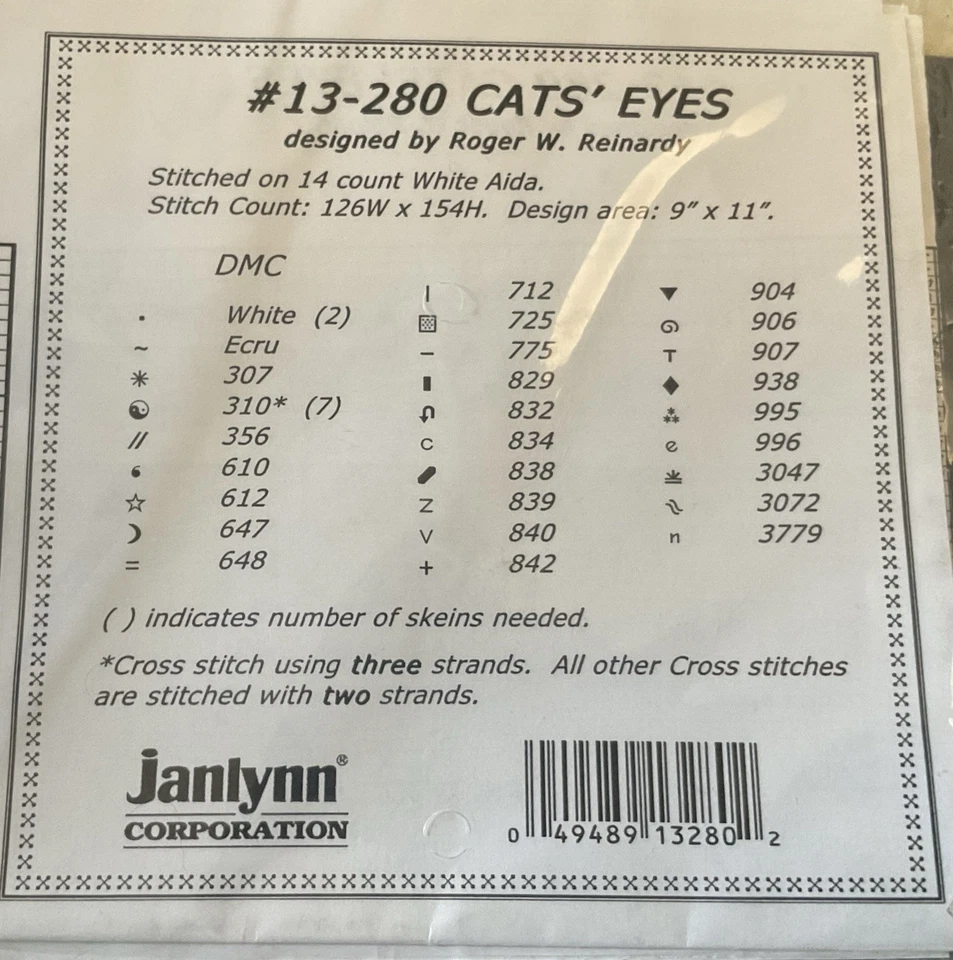 #13-280 CATS' EYES
designed by Roger W. Reinardy
Stitched on 14 count White Aida.
Stitch Count: 126W x 154H. Design area: 9" x 11".
DMC
· White (2)
~ Ecru
✳ 307
☯ 310* (7)
// 356
610
☆ 612
☽ 647
= 648
| 712
▩ 725
– 775
▮ 829
832
c 834
838
z 839
v 840
+ 842
▼ 904
906
T 907
◆ 938
⁂ 995
e 996
3047
3072
n 3779
( ) indicates number of skeins needed.
*Cross stitch using three strands. All other Cross stitches
are stitched with two strands.
Janlynn®
CORPORATION
0 49489 13280 2